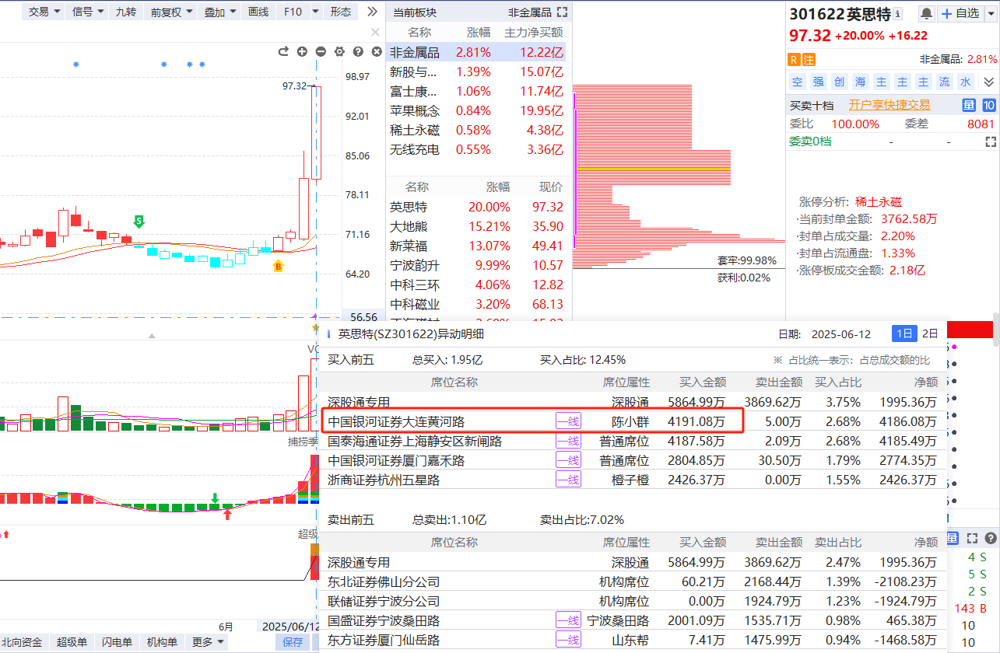 交易 信号 九转 前复权 叠加 画线 F10 形态
98.97
97.32
92.01
85.06
78.11
71.16
64.20
56.56
S
B
捕捞季
超级
6月 2025/06/12
北向资金 超级单 闪电单 机构单 更多 保存
当前板块 非金属品
名称 涨幅 主力净买额
非金属品 2.81% 12.22亿
新股与... 1.39% 15.07亿
富士康... 1.06% 11.74亿
苹果概念 0.84% 19.95亿
稀土永磁 0.58% 4.38亿
无线充电 0.55% 3.36亿
名称 涨幅 现价
英思特 20.00% 97.32
大地熊 15.21% 35.90
新莱福 13.07% 49.41
宁波韵升 9.99% 10.57
中科三环 4.06% 12.82
中科磁业 3.20% 68.13
套牢:99.98%
获利:0.02%
301622英思特 自选
97.32 +20.00% +16.22
R 注 非金属品: 2.81%
空 强 创 海 主 主 主 流 水
买卖十档 开户享快捷交易 量 10
委比 100.00% 委差 8081
委卖0档 - -
涨停分析: 稀土永磁
·当前封单金额: 3762.58万
·封单占成交量: 2.20%
·封单占流通盘: 1.33%
·涨停板成交金额: 2.18亿
英思特(SZ301622)异动明细 日期: 2025-06-12 1日 2日
买入前五 总买入: 1.95亿 买入占比: 12.45% ※ 占比统一表示: 占总成交额的比
席位名称 席位属性 买入金额 卖出金额 买入占比 净额
深股通专用 深股通 5864.99万 3869.62万 3.75% 1995.36万
中国银河证券大连黄河路 一线 陈小群 4191.08万 5.00万 2.68% 4186.08万
国泰海通证券上海静安区新闸路 一线 普通席位 4187.58万 2.09万 2.68% 4185.49万
中国银河证券厦门嘉禾路 一线 普通席位 2804.85万 30.50万 1.79% 2774.35万
浙商证券杭州五星路 一线 橙子橙 2426.37万 0.00万 1.55% 2426.37万
卖出前五 总卖出:1.10亿 卖出占比:7.02%
席位名称 席位属性 买入金额 卖出金额 卖出占比 净额
深股通专用 深股通 5864.99万 3869.62万 2.47% 1995.36万
东北证券佛山分公司 机构席位 60.21万 2168.44万 1.39% -2108.23万
联储证券宁波分公司 机构席位 0.00万 1924.79万 1.23% -1924.79万
国盛证券宁波桑田路 一线 宁波桑田路 2001.09万 1535.71万 0.98% 465.38万
东方证券厦门仙岳路 一线 山东帮 7.41万 1475.99万 0.94% -1468.58万
量
4 S
5 S
2 S
143 B
10
10